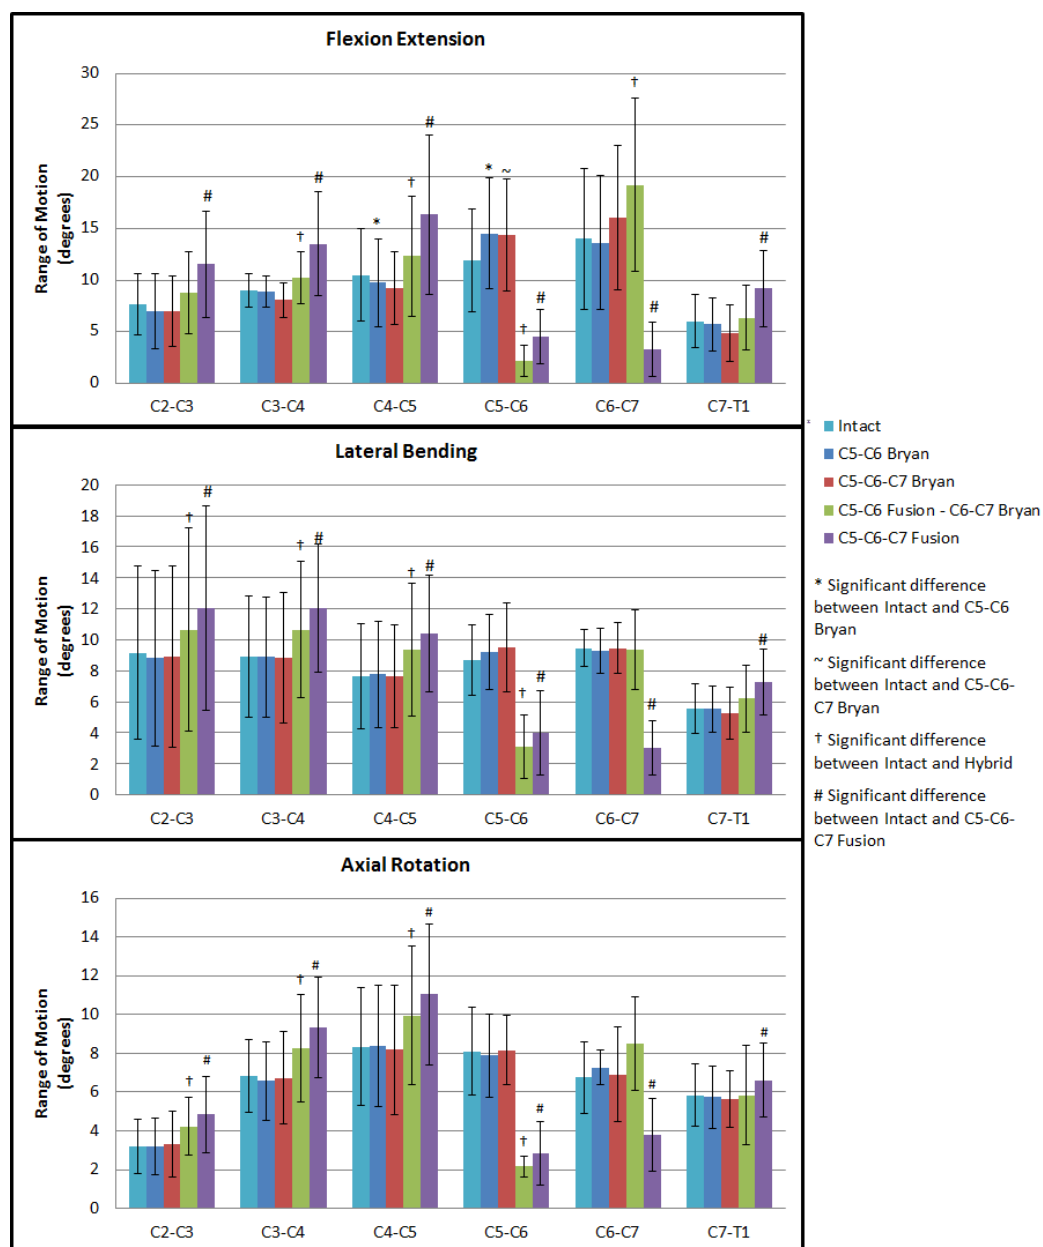 Flexion Extension
Range of Motion
(degrees)
30
25
20
15
10
5
0
#
#
†
*
†
#
*
~
†
#
†
#
#
C2-C3 C3-C4 C4-C5 C5-C6 C6-C7 C7-T1
Lateral Bending
Range of Motion
(degrees)
20
18
16
14
12
10
8
6
4
2
0
†
#
†
#
†
#
†
#
#
#
C2-C3 C3-C4 C4-C5 C5-C6 C6-C7 C7-T1
Axial Rotation
Range of Motion
(degrees)
16
14
12
10
8
6
4
2
0
†
#
†
#
†
#
†
#
#
#
C2-C3 C3-C4 C4-C5 C5-C6 C6-C7 C7-T1
Intact
C5-C6 Bryan
C5-C6-C7 Bryan
C5-C6 Fusion - C6-C7 Bryan
C5-C6-C7 Fusion
* Significant difference
between Intact and C5-C6
Bryan
~ Significant difference
between Intact and C5-C6-
C7 Bryan
† Significant difference
between Intact and Hybrid
# Significant difference
between Intact and C5-C6-
C7 Fusion